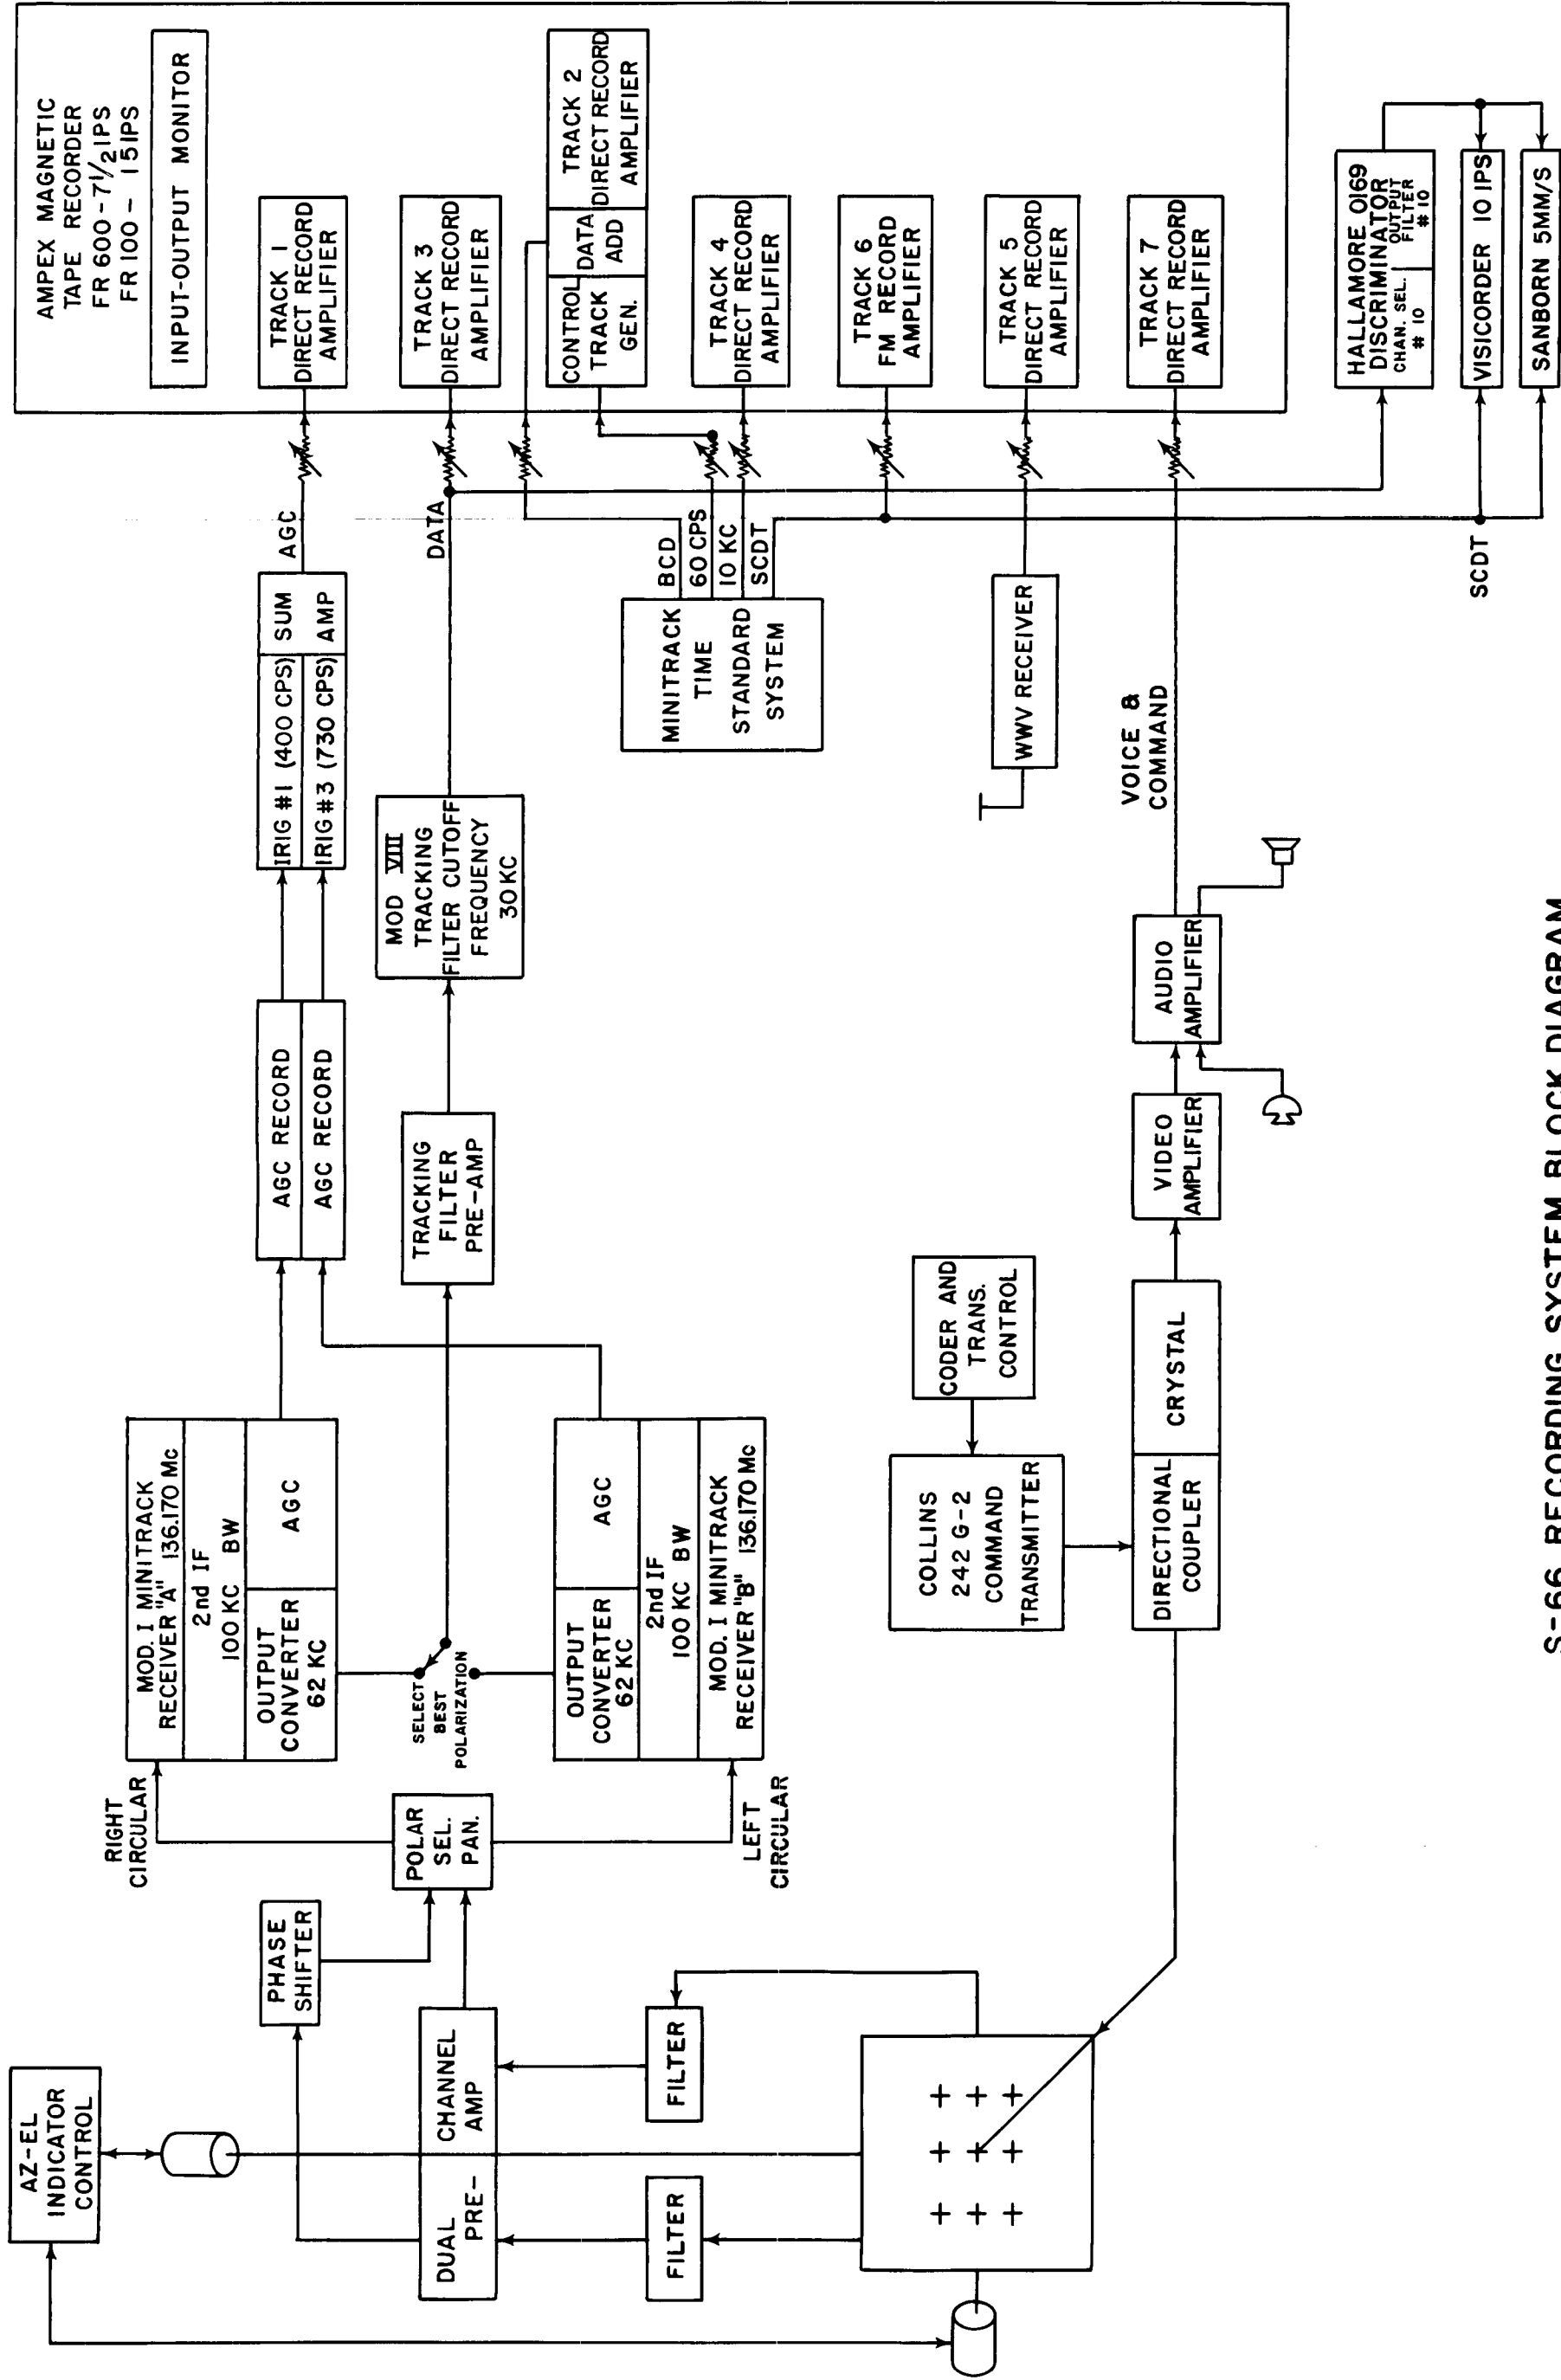 AZ-EL
INDICATOR
CONTROL
PHASE
SHIFTER
DUAL CHANNEL
PRE- AMP
FILTER
FILTER
POLAR
SEL.
PAN.
RIGHT
CIRCULAR
LEFT
CIRCULAR
MOD. I MINITRACK
RECEIVER "A" 136.170 Mc
2nd IF
100 KC BW
OUTPUT
CONVERTER
62 KC
AGC
SELECT
BEST
POLARIZATION
OUTPUT
CONVERTER
62 KC
AGC
2nd IF
100 KC BW
MOD. I MINITRACK
RECEIVER "B" 136.170 Mc
AGC RECORD
AGC RECORD
IRIG #1 (400 CPS)
IRIG #3 (730 CPS)
SUM
AMP
AGC
TRACKING
FILTER
PRE-AMP
MOD VIII
TRACKING
FILTER CUTOFF
FREQUENCY
30 KC
DATA
MINITRACK
TIME
STANDARD
SYSTEM
BCD
60 CPS
10 KC
SCDT
WWV RECEIVER
CODER AND
TRANS.
CONTROL
COLLINS
242 G-2
COMMAND
TRANSMITTER
DIRECTIONAL
COUPLER
CRYSTAL
VIDEO
AMPLIFIER
AUDIO
AMPLIFIER
VOICE &
COMMAND
AMPEX MAGNETIC
TAPE RECORDER
FR 600-7 1/2 IPS
FR 100 - 15 IPS
INPUT-OUTPUT MONITOR
TRACK 1
DIRECT RECORD
AMPLIFIER
TRACK 3
DIRECT RECORD
AMPLIFIER
CONTROL
TRACK
GEN.
DATA
ADD
TRACK 2
DIRECT RECORD
AMPLIFIER
TRACK 4
DIRECT RECORD
AMPLIFIER
TRACK 6
FM RECORD
AMPLIFIER
TRACK 5
DIRECT RECORD
AMPLIFIER
TRACK 7
DIRECT RECORD
AMPLIFIER
HALLAMORE 0169
DISCRIMINATOR
CHAN. SEL.
# 10
OUTPUT
FILTER
# 10
VISICORDER 10 IPS
SANBORN 5MM/S
SCDT
S-66 RECORDING SYSTEM BLOCK DIAGRAM